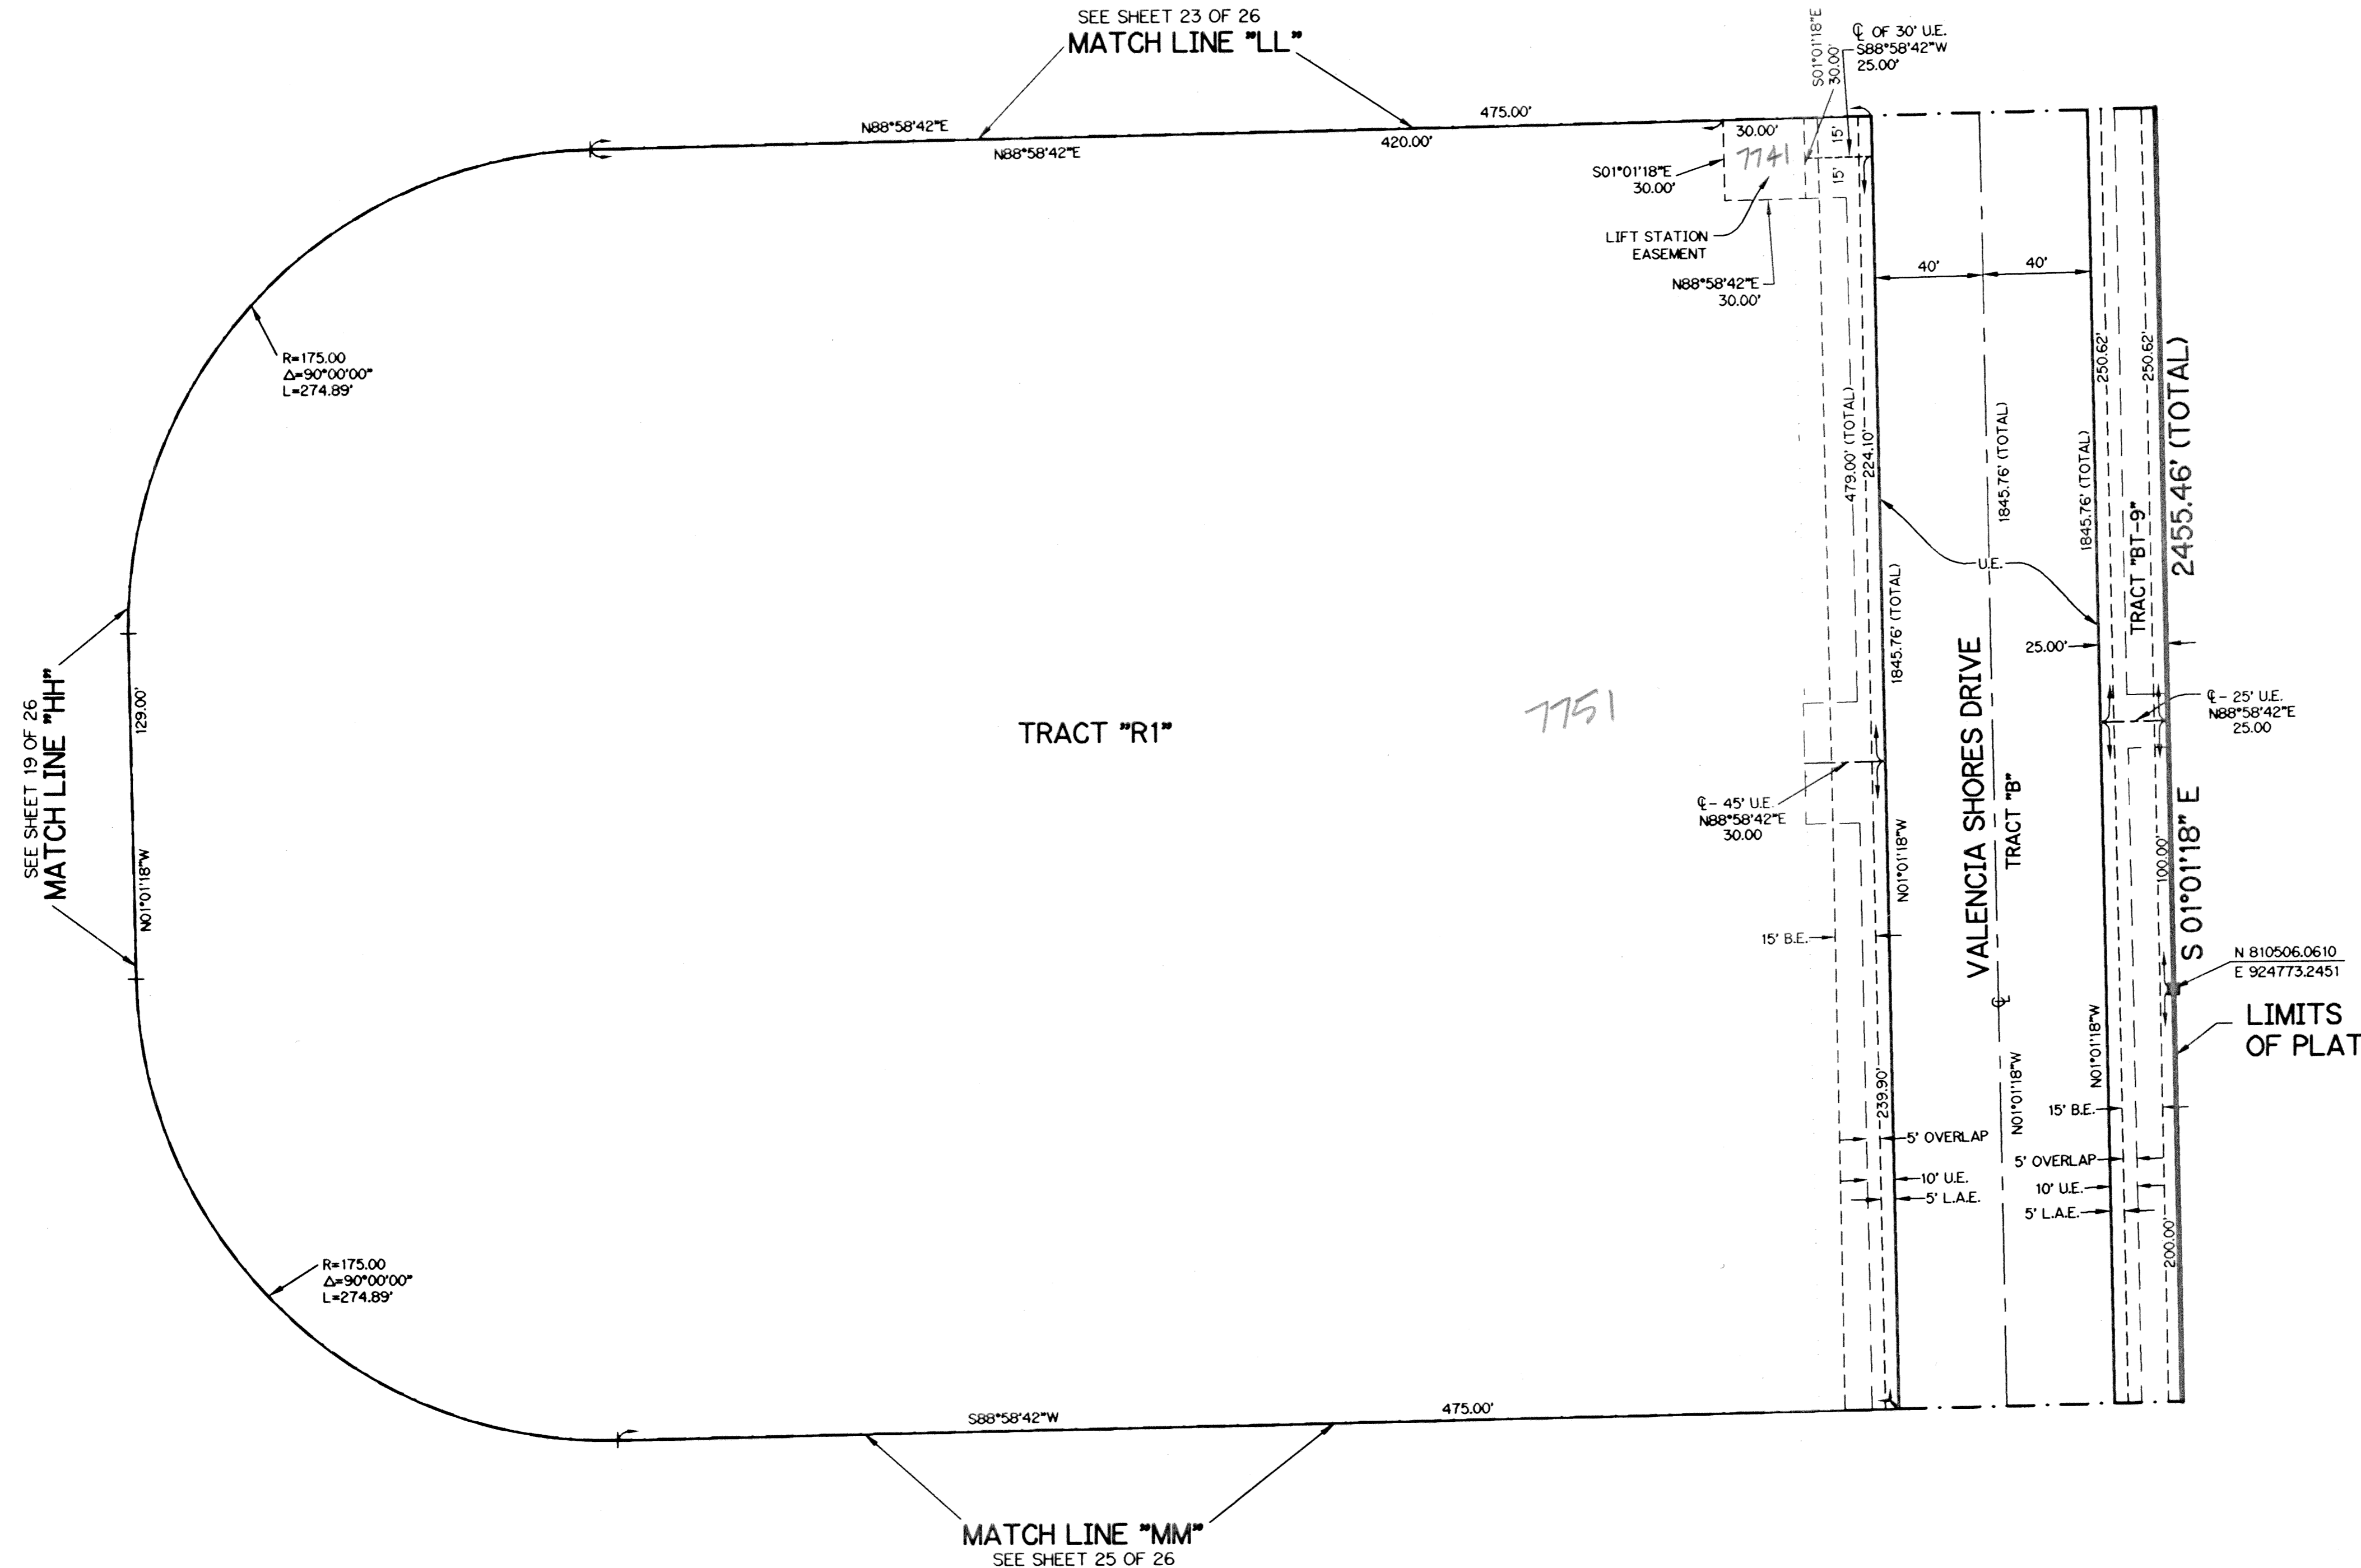 SEE SHEET 23 OF 26
MATCH LINE "LL"
S01°01'18"E
30.00'
℄ OF 30' U.E.
S88°58'42"W
25.00'
N88°58'42"E
475.00'
N88°58'42"E
420.00'
30.00'
15'
15'
7741
S01°01'18"E
30.00'
LIFT STATION
EASEMENT
N88°58'42"E
30.00'
40'
40'
R=175.00
Δ=90°00'00"
L=274.89'
479.00' (TOTAL)
224.10'
1845.76' (TOTAL)
1845.76' (TOTAL)
1845.76' (TOTAL)
250.62'
250.62'
2455.46' (TOTAL)
TRACT "BT-9"
U.E.
25.00'
SEE SHEET 19 OF 26
MATCH LINE "HH"
129.00'
N01°01'18"W
TRACT "R1"
7751
VALENCIA SHORES DRIVE
TRACT "B"
℄ - 25' U.E.
N88°58'42"E
25.00
℄ - 45' U.E.
N88°58'42"E
30.00
N01°01'18"W
100.00'
S 01°01'18" E
15' B.E.
℄
N 810506.0610
E 924773.2451
LIMITS
OF PLAT
N01°01'18"W
N01°01'18"W
239.90'
15' B.E.
5' OVERLAP
5' OVERLAP
10' U.E.
10' U.E.
5' L.A.E.
5' L.A.E.
200.00'
R=175.00
Δ=90°00'00"
L=274.89'
S88°58'42"W
475.00'
MATCH LINE "MM"
SEE SHEET 25 OF 26